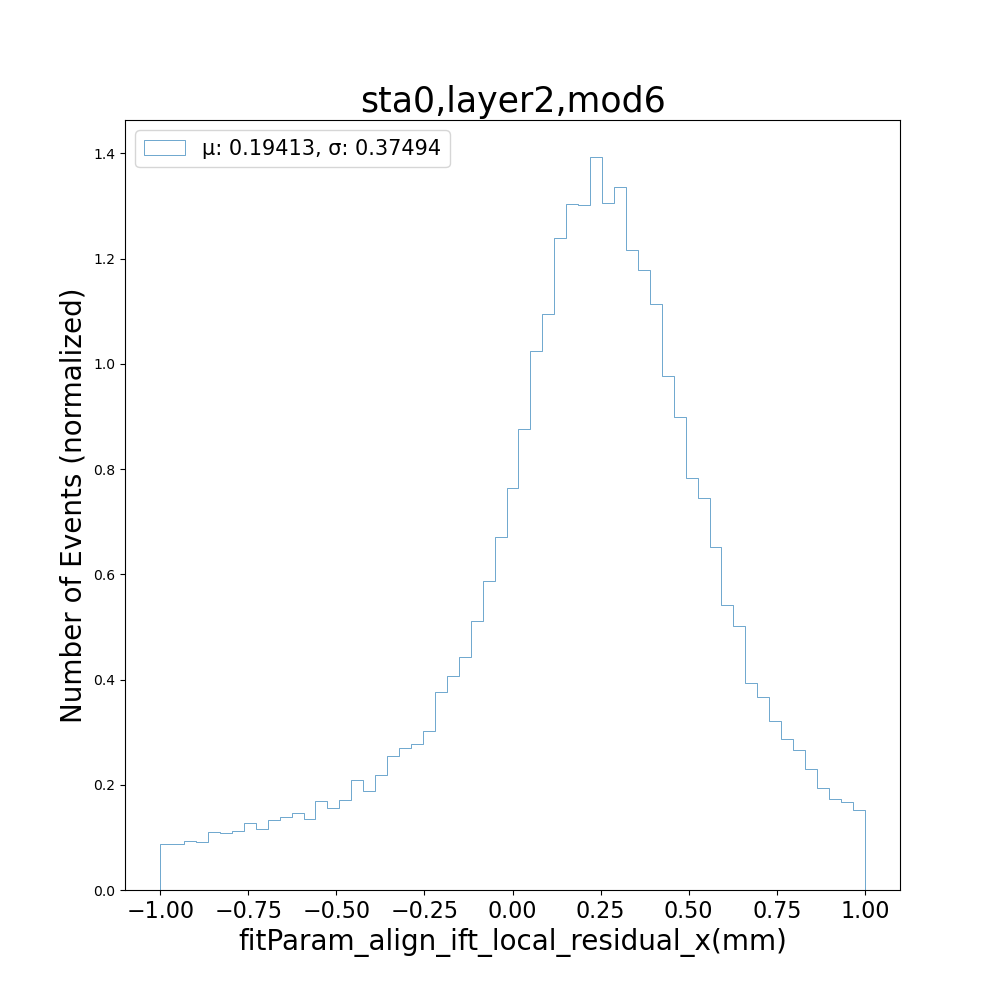 sta0,layer2,mod6
μ: 0.19413, σ: 0.37494
Number of Events (normalized)
1.4
1.2
1.0
0.8
0.6
0.4
0.2
0.0
−1.00 −0.75 −0.50 −0.25 0.00 0.25 0.50 0.75 1.00
fitParam_align_ift_local_residual_x(mm)